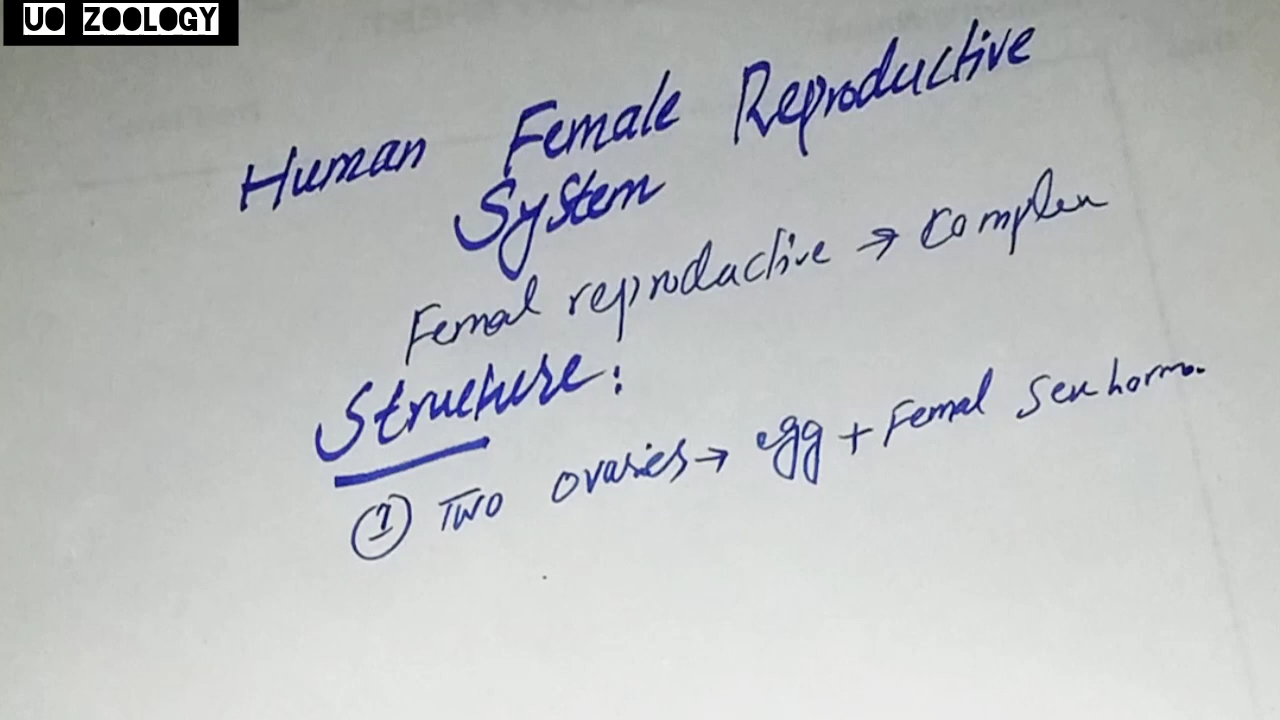 UO ZOOLOGY
Human Female Reproductive
System
Femal reproductive → Complex
Structure:
① Two ovaries → egg + Femal Sex hormo.